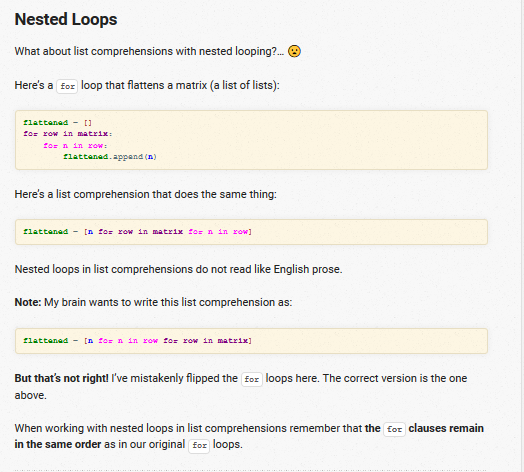 Nested Loops
What about list comprehensions with nested looping?... 😮
Here's a for loop that flattens a matrix (a list of lists):
flattened = []
for row in matrix:
    for n in row:
        flattened.append(n)
Here's a list comprehension that does the same thing:
flattened = [n for row in matrix for n in row]
Nested loops in list comprehensions do not read like English prose.
Note: My brain wants to write this list comprehension as:
flattened = [n for n in row for row in matrix]
But that's not right! I've mistakenly flipped the for loops here. The correct version is the one
above.
When working with nested loops in list comprehensions remember that the for clauses remain
in the same order as in our original for loops.